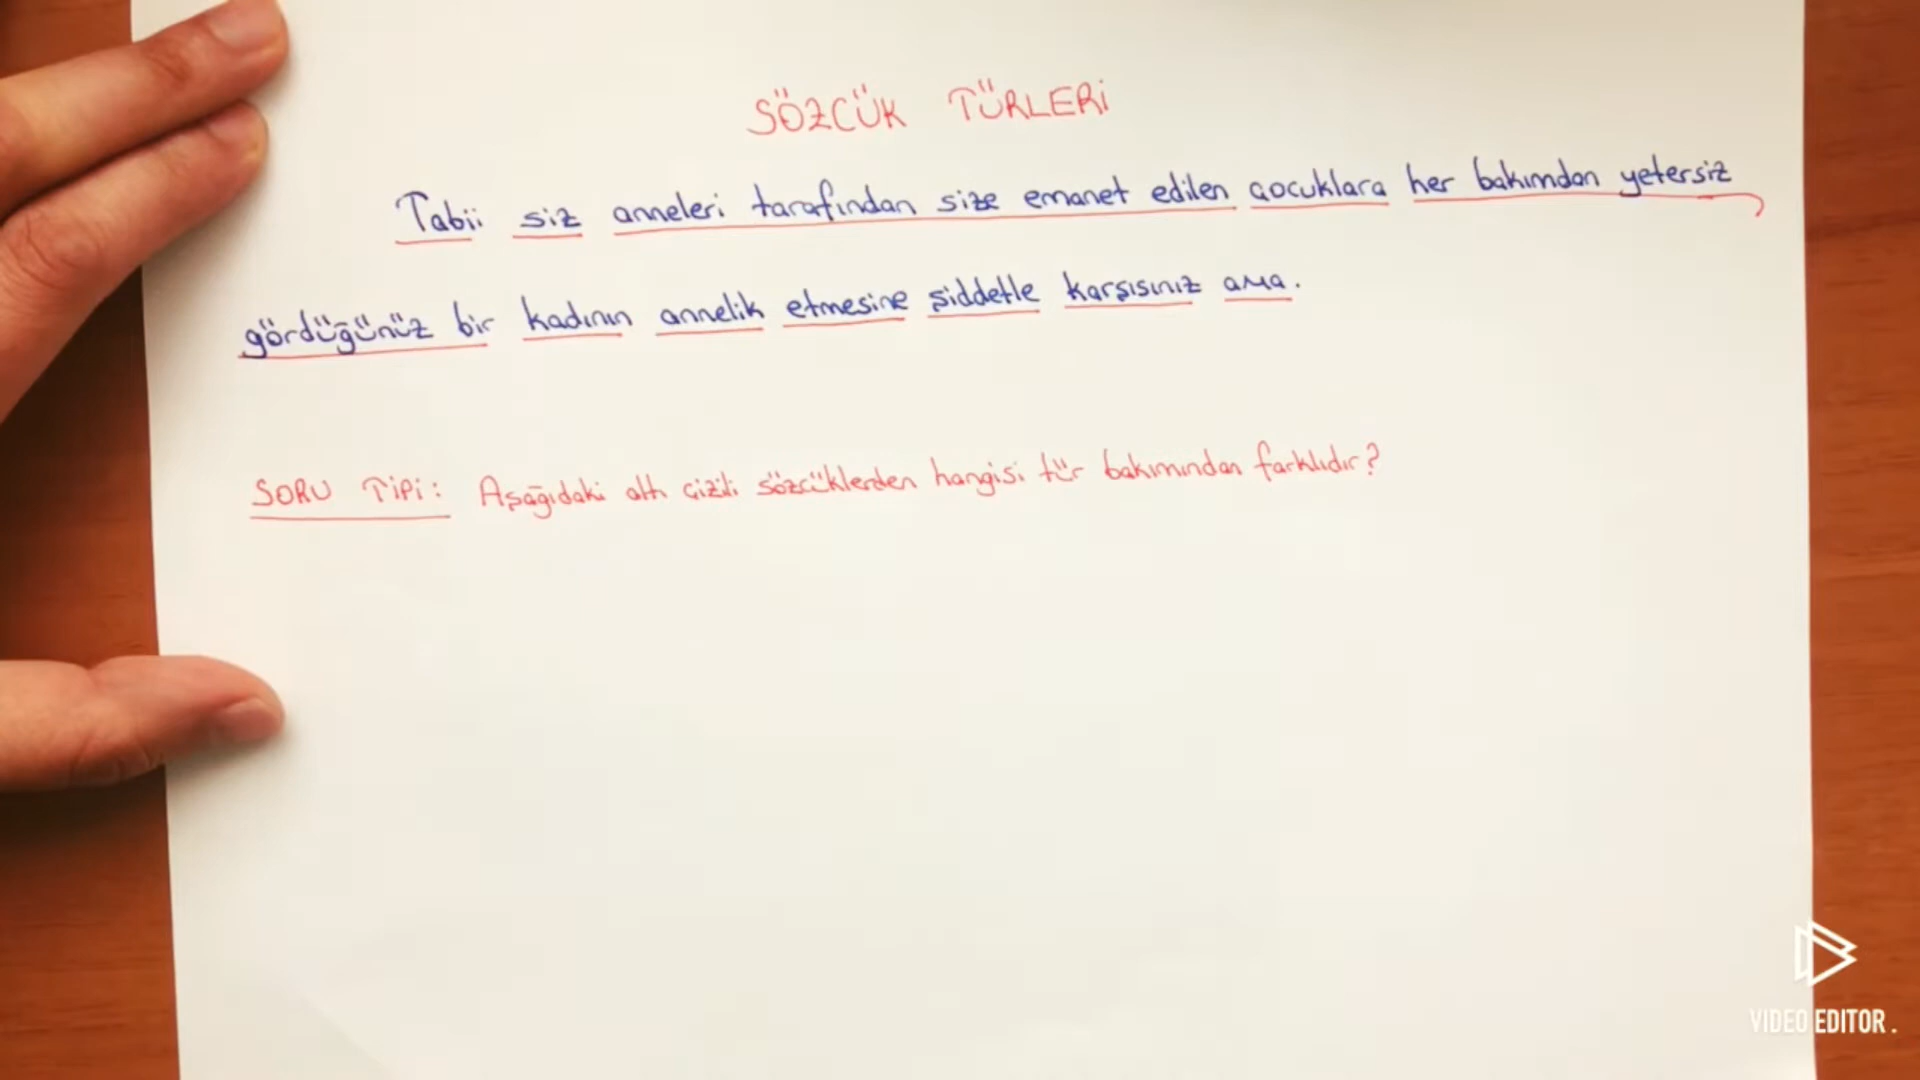 SÖZCÜK TÜRLERİ
Tabii siz anneleri tarafından size emanet edilen çocuklara her bakımdan yetersiz
gördüğünüz bir kadının annelik etmesine şiddetle karşısınız ama.
SORU TİPİ: Aşağıdaki altı çizili sözcüklerden hangisi tür bakımından farklıdır?
VIDEO EDITOR.